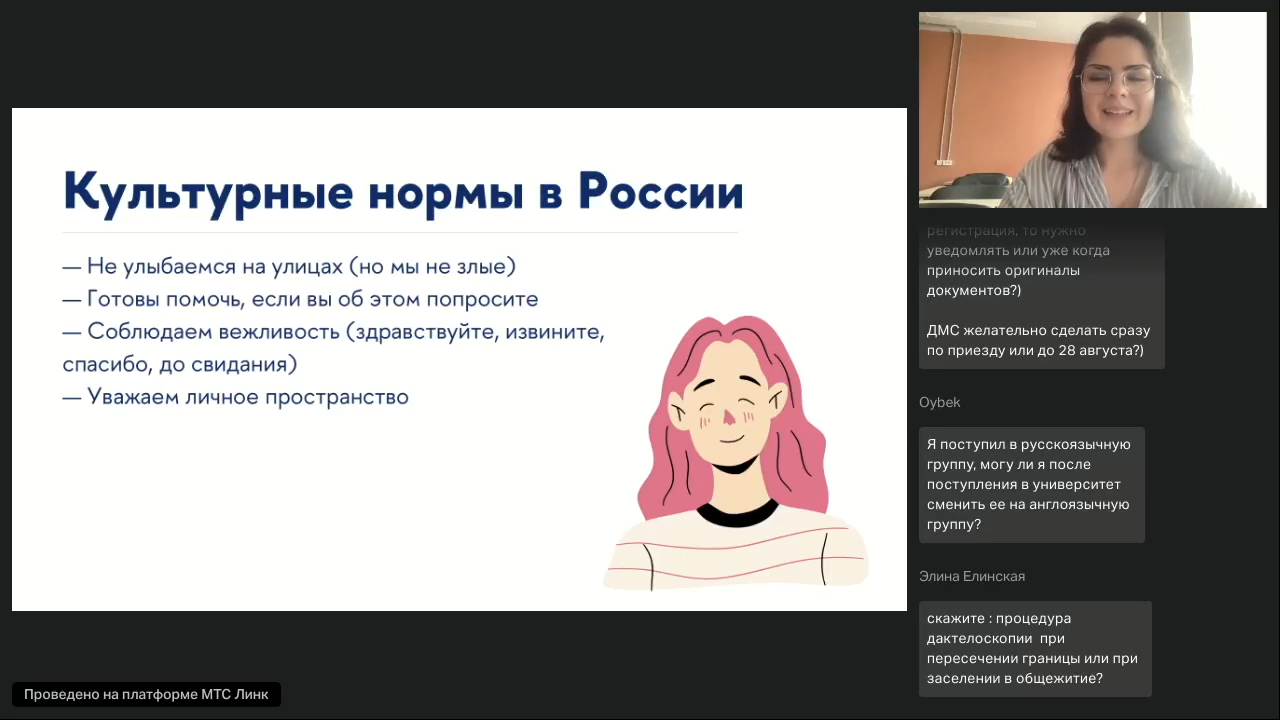 Культурные нормы в России
— Не улыбаемся на улицах (но мы не злые)
— Готовы помочь, если вы об этом попросите
— Соблюдаем вежливость (здравствуйте, извините,
спасибо, до свидания)
— Уважаем личное пространство
Проведено на платформе МТС Линк
регистрация, то нужно
уведомлять или уже когда
приносить оригиналы
документов?)
ДМС желательно сделать сразу
по приезду или до 28 августа?)
Oybek
Я поступил в русскоязычную
группу, могу ли я после
поступления в университет
сменить ее на англоязычную
группу?
Элина Елинская
скажите : процедура
дактелоскопии  при
пересечении границы или при
заселении в общежитие?